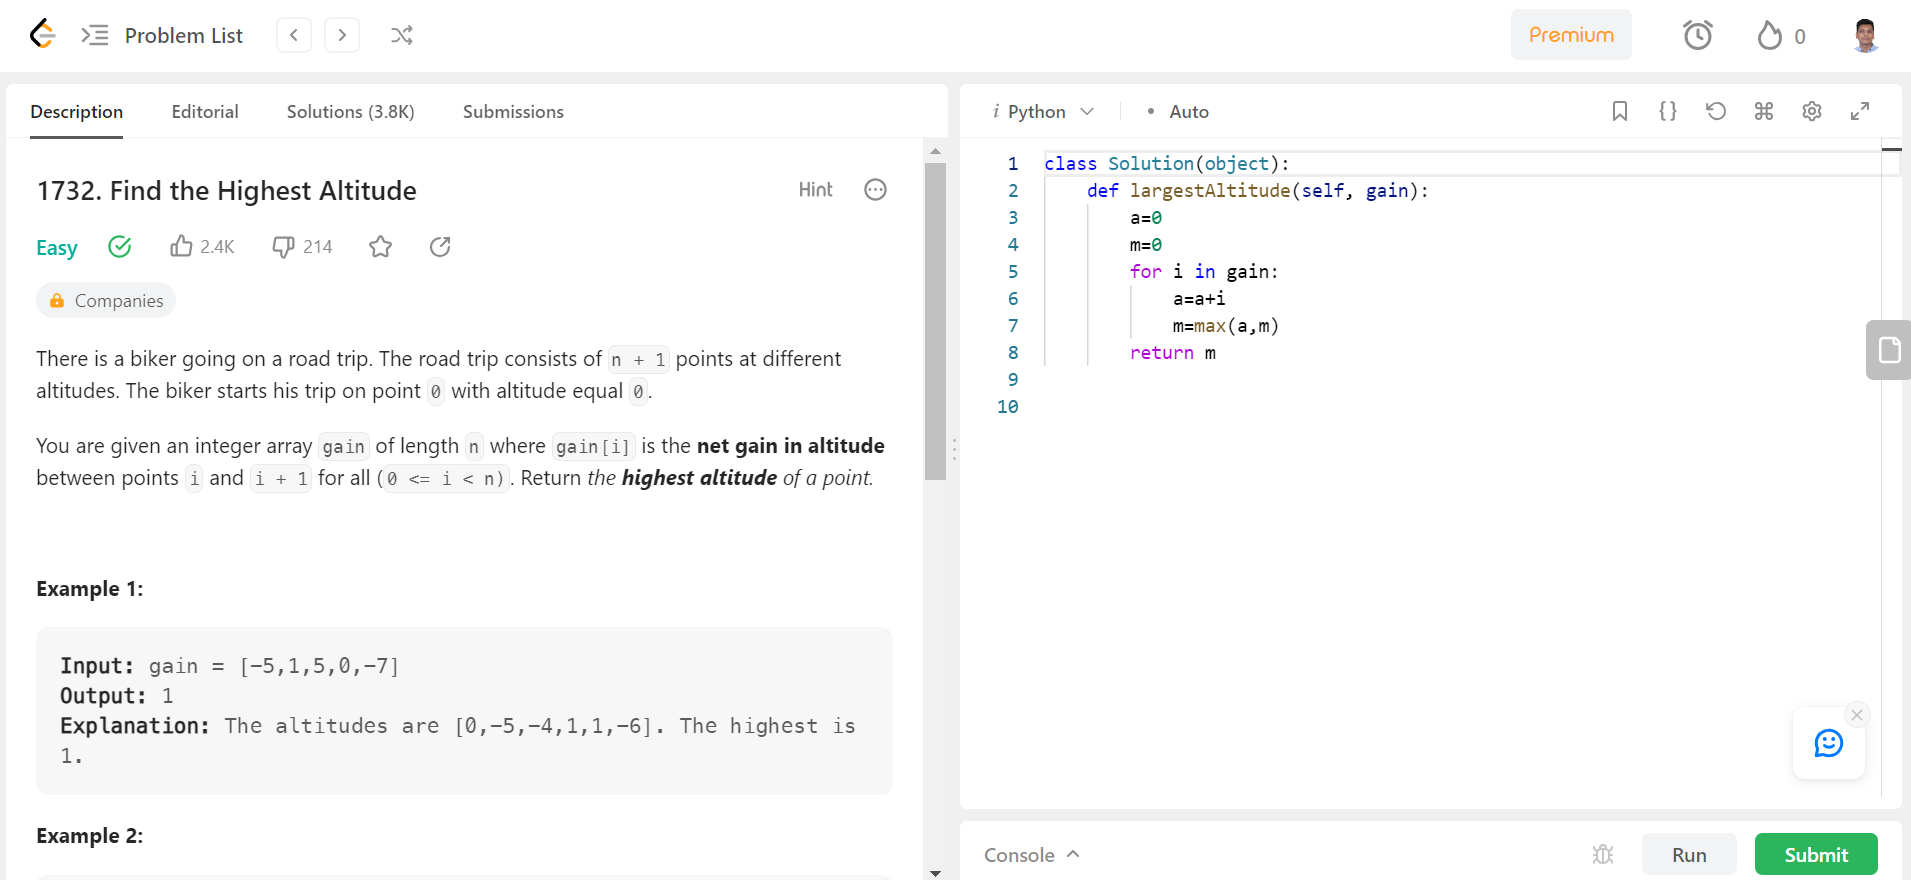 Problem List
Premium
0
Description Editorial Solutions (3.8K) Submissions
1732. Find the Highest Altitude
Hint
Easy 2.4K 214
Companies
There is a biker going on a road trip. The road trip consists of n + 1 points at different
altitudes. The biker starts his trip on point 0 with altitude equal 0.
You are given an integer array gain of length n where gain[i] is the net gain in altitude
between points i and i + 1 for all (0 <= i < n). Return the highest altitude of a point.
Example 1:
Input: gain = [-5,1,5,0,-7]
Output: 1
Explanation: The altitudes are [0,-5,-4,1,1,-6]. The highest is
1.
Example 2:
i Python • Auto
1 class Solution(object):
2     def largestAltitude(self, gain):
3         a=0
4         m=0
5         for i in gain:
6             a=a+i
7             m=max(a,m)
8         return m
9
10
Console
Run
Submit